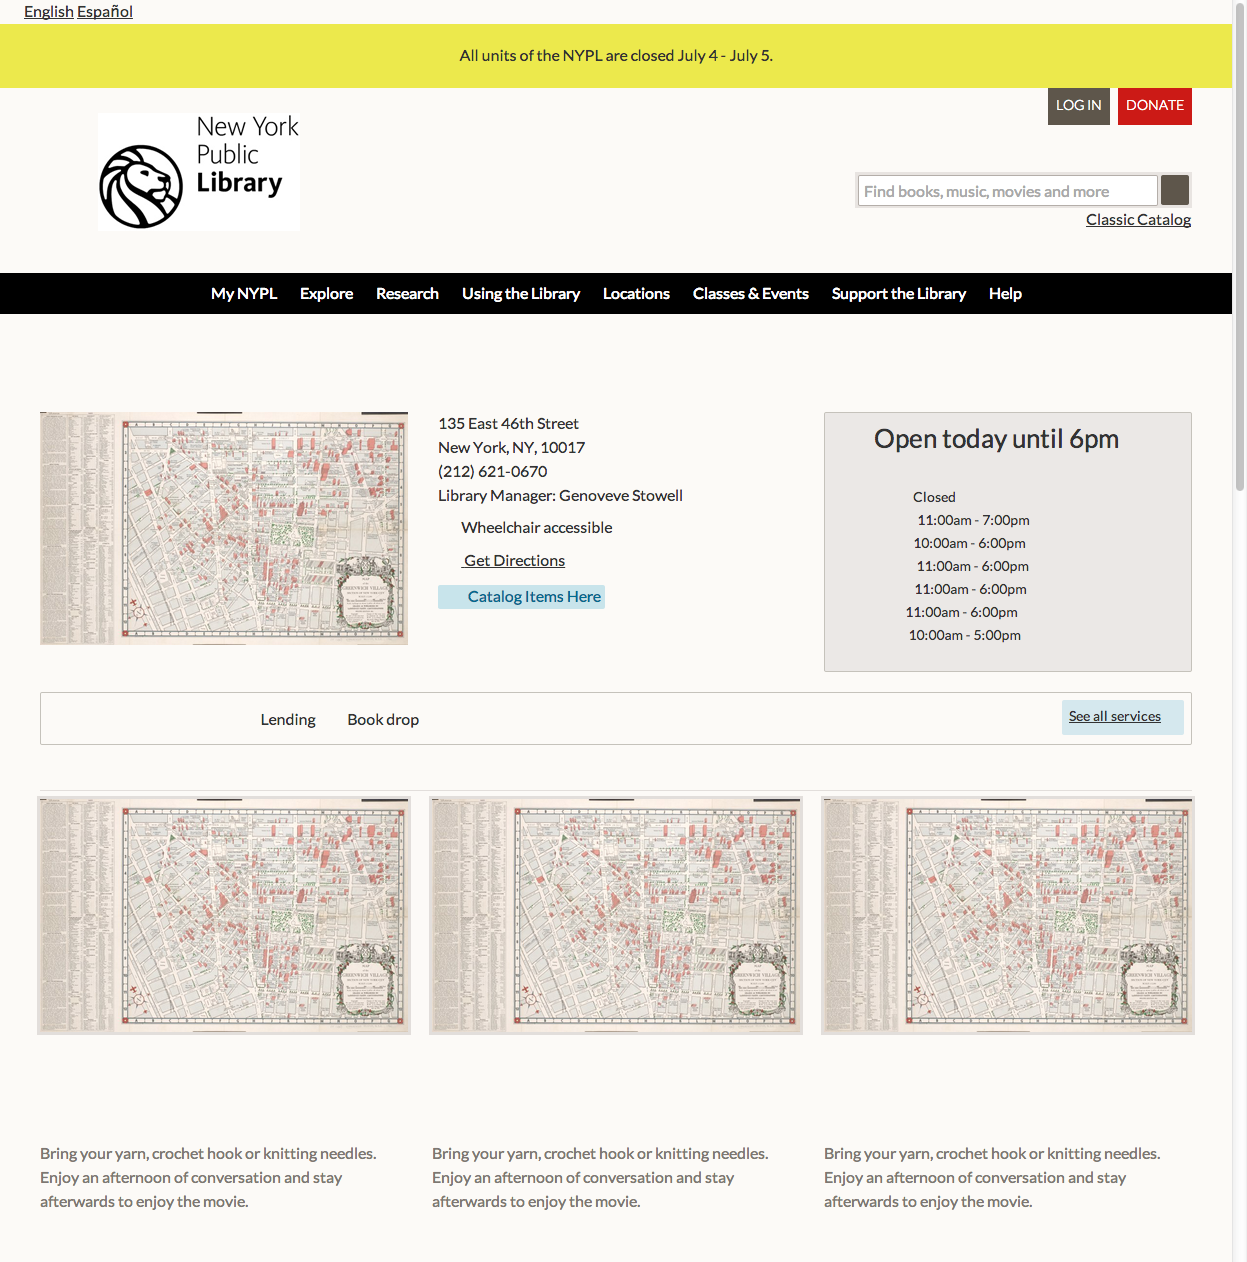 English Español
All units of the NYPL are closed July 4 - July 5.
LOG IN DONATE
New York
Public
Library
Find books, music, movies and more
Classic Catalog
My NYPL Explore Research Using the Library Locations Classes & Events Support the Library Help
135 East 46th Street
New York, NY, 10017
(212) 621-0670
Library Manager: Genoveve Stowell
Wheelchair accessible
Get Directions
Catalog Items Here
Open today until 6pm
Closed
11:00am - 7:00pm
10:00am - 6:00pm
11:00am - 6:00pm
11:00am - 6:00pm
11:00am - 6:00pm
10:00am - 5:00pm
Lending Book drop
See all services
Bring your yarn, crochet hook or knitting needles.
Enjoy an afternoon of conversation and stay
afterwards to enjoy the movie.
Bring your yarn, crochet hook or knitting needles.
Enjoy an afternoon of conversation and stay
afterwards to enjoy the movie.
Bring your yarn, crochet hook or knitting needles.
Enjoy an afternoon of conversation and stay
afterwards to enjoy the movie.